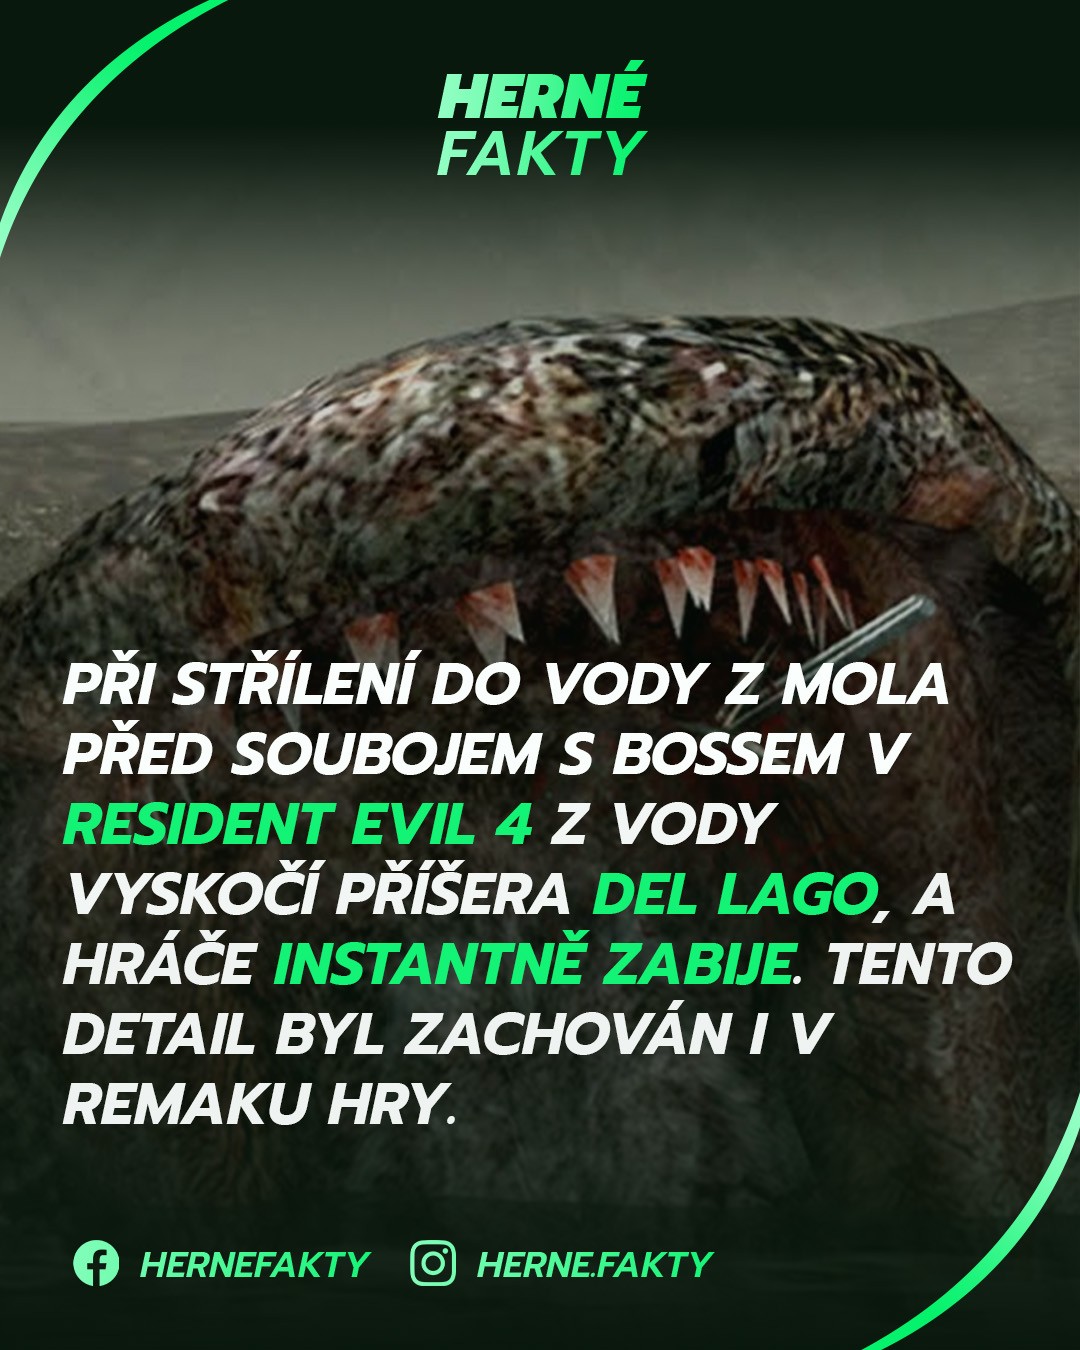 HERNÉ
FAKTY
PŘI STŘÍLENÍ DO VODY Z MOLA
PŘED SOUBOJEM S BOSSEM V
RESIDENT EVIL 4 Z VODY
VYSKOČÍ PŘÍŠERA DEL LAGO, A
HRÁČE INSTANTNĚ ZABIJE. TENTO
DETAIL BYL ZACHOVÁN I V
REMAKU HRY.
HERNEFAKTY HERNE.FAKTY